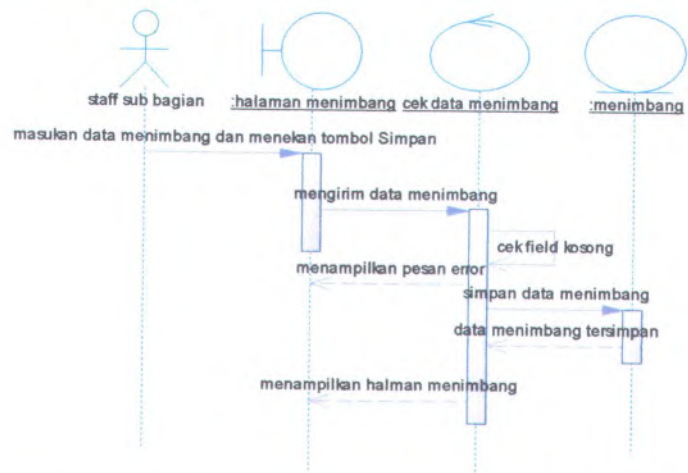 staff sub bagian
:halaman menimbang
cek data menimbang
:menimbang
masukan data menimbang dan menekan tombol Simpan
mengirim data menimbang
cek field kosong
menampilkan pesan error
simpan data menimbang
data menimbang tersimpan
menampilkan halman menimbang